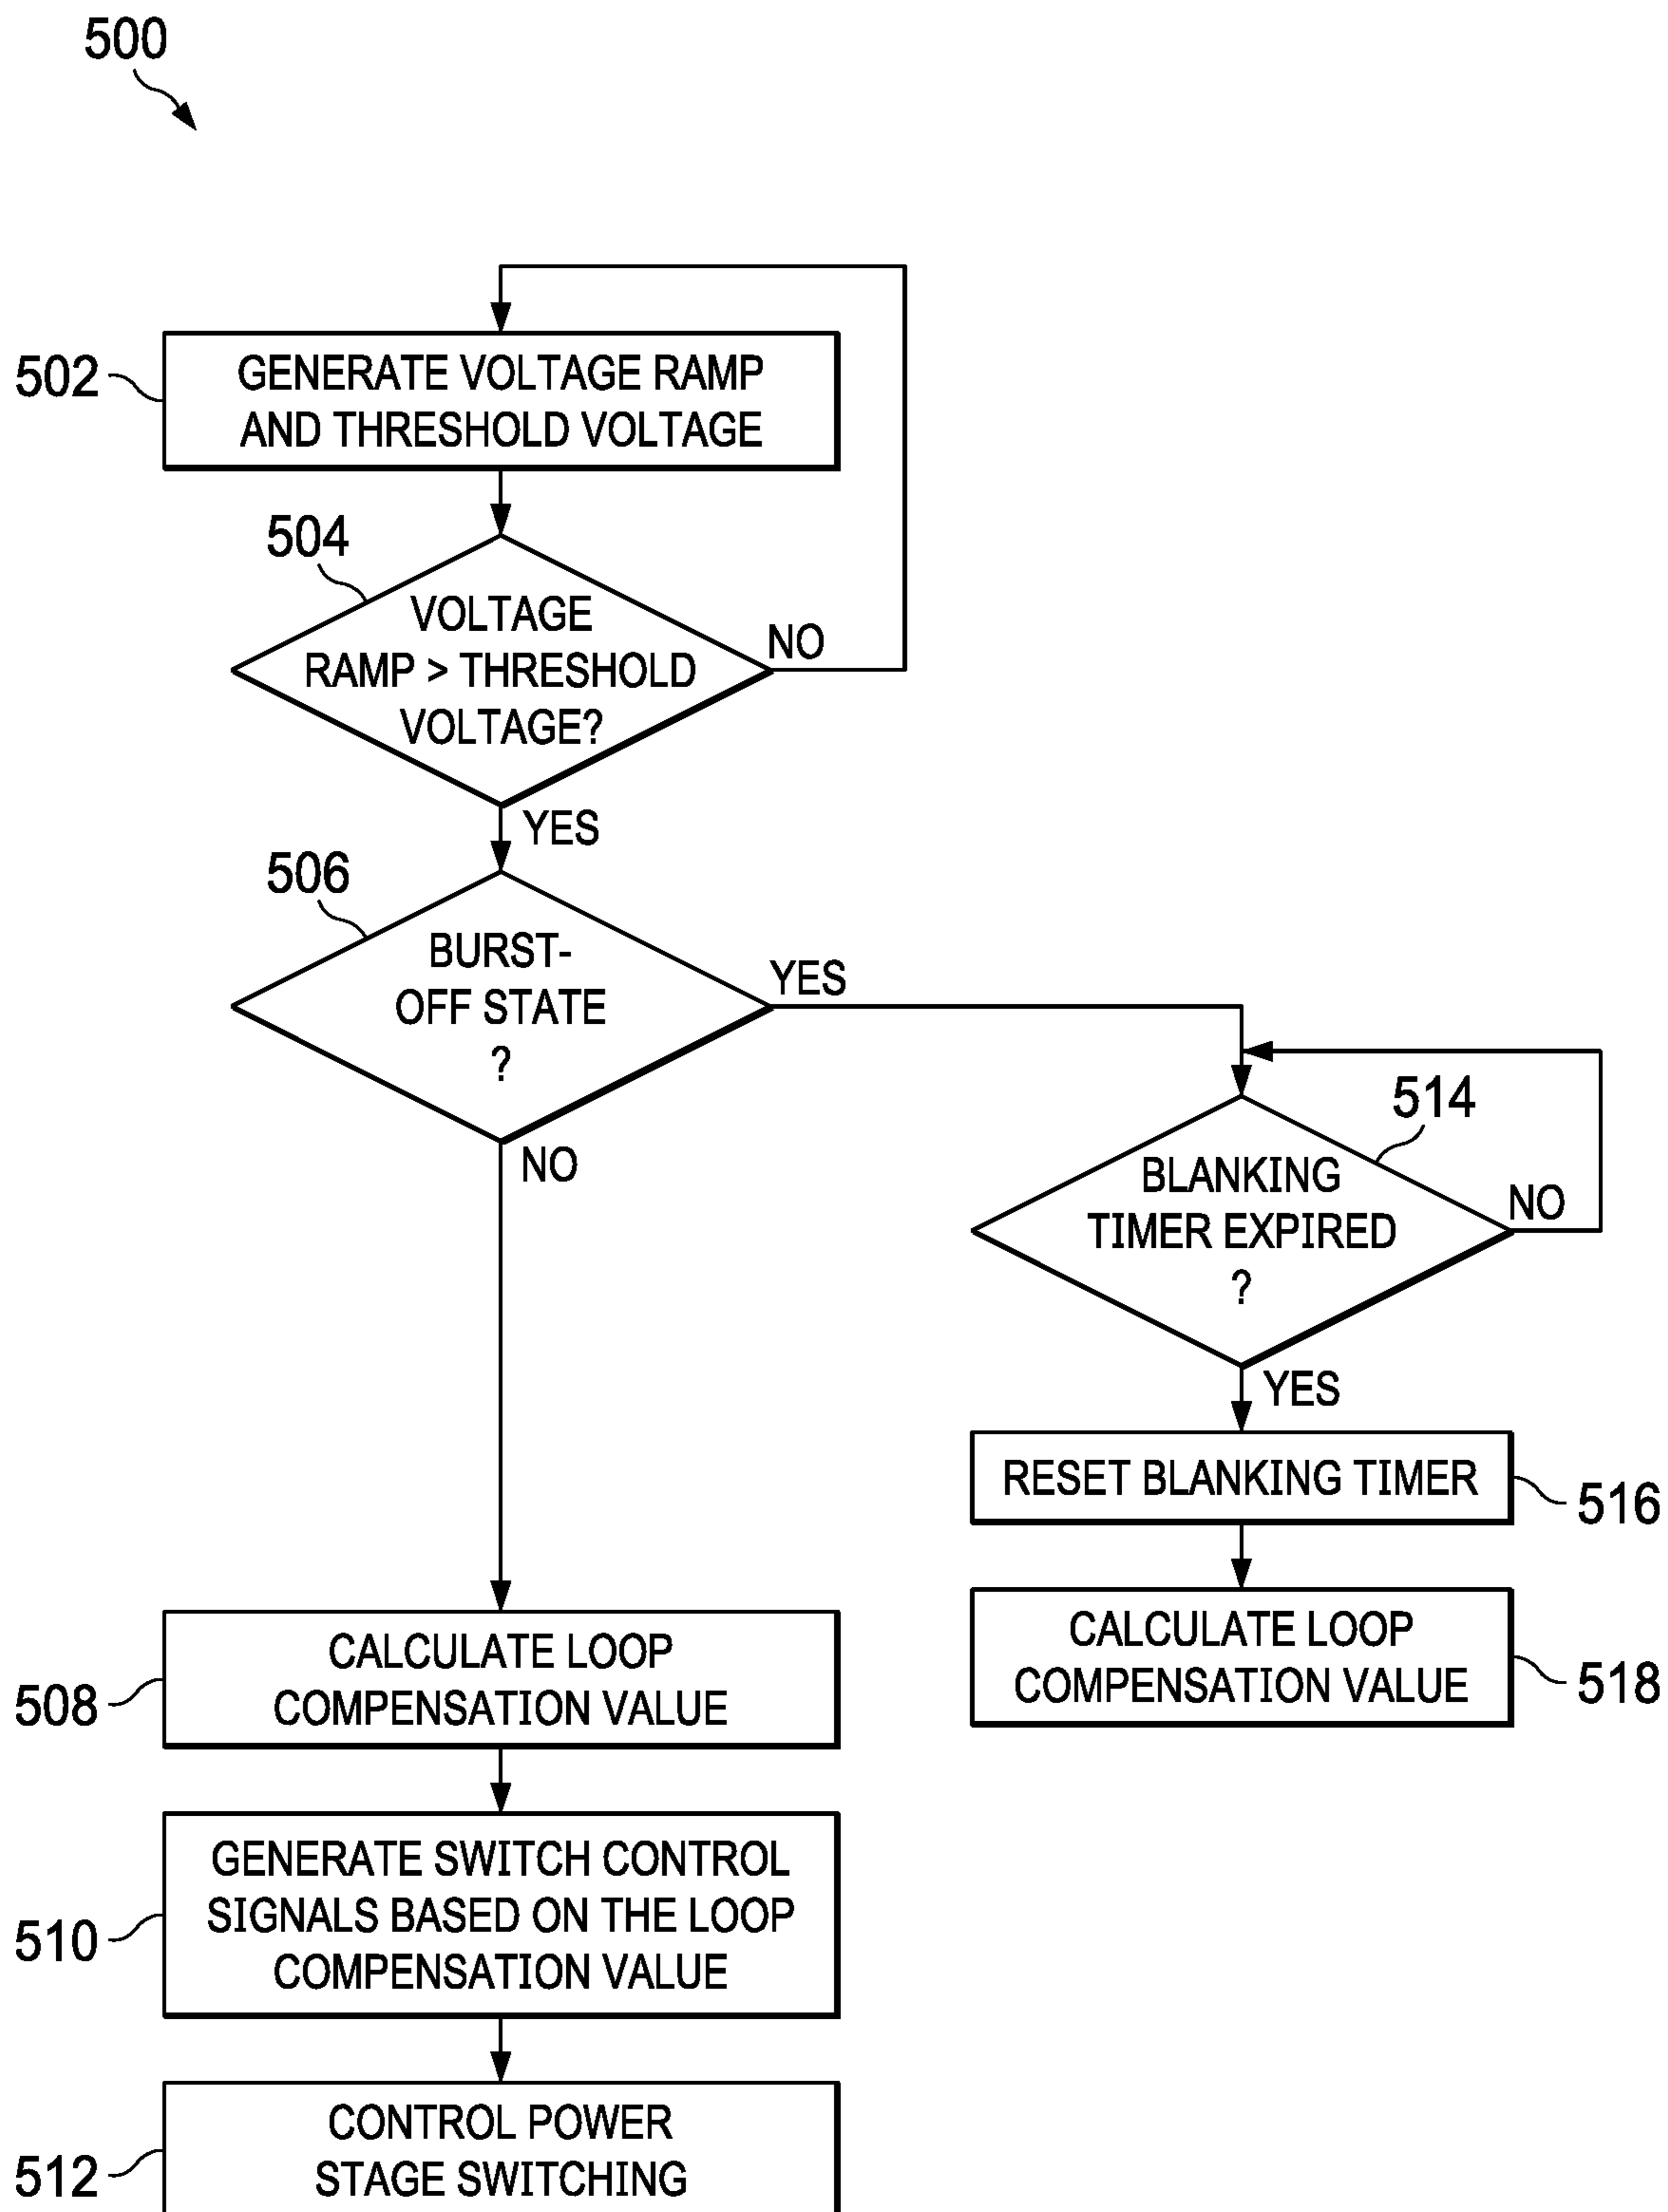 500
502
GENERATE VOLTAGE RAMP
AND THRESHOLD VOLTAGE
504
VOLTAGE
RAMP > THRESHOLD
VOLTAGE?
NO
YES
506
BURST-
OFF STATE
?
YES
NO
514
BLANKING
TIMER EXPIRED
?
NO
YES
RESET BLANKING TIMER
516
CALCULATE LOOP
COMPENSATION VALUE
518
508
CALCULATE LOOP
COMPENSATION VALUE
510
GENERATE SWITCH CONTROL
SIGNALS BASED ON THE LOOP
COMPENSATION VALUE
512
CONTROL POWER
STAGE SWITCHING